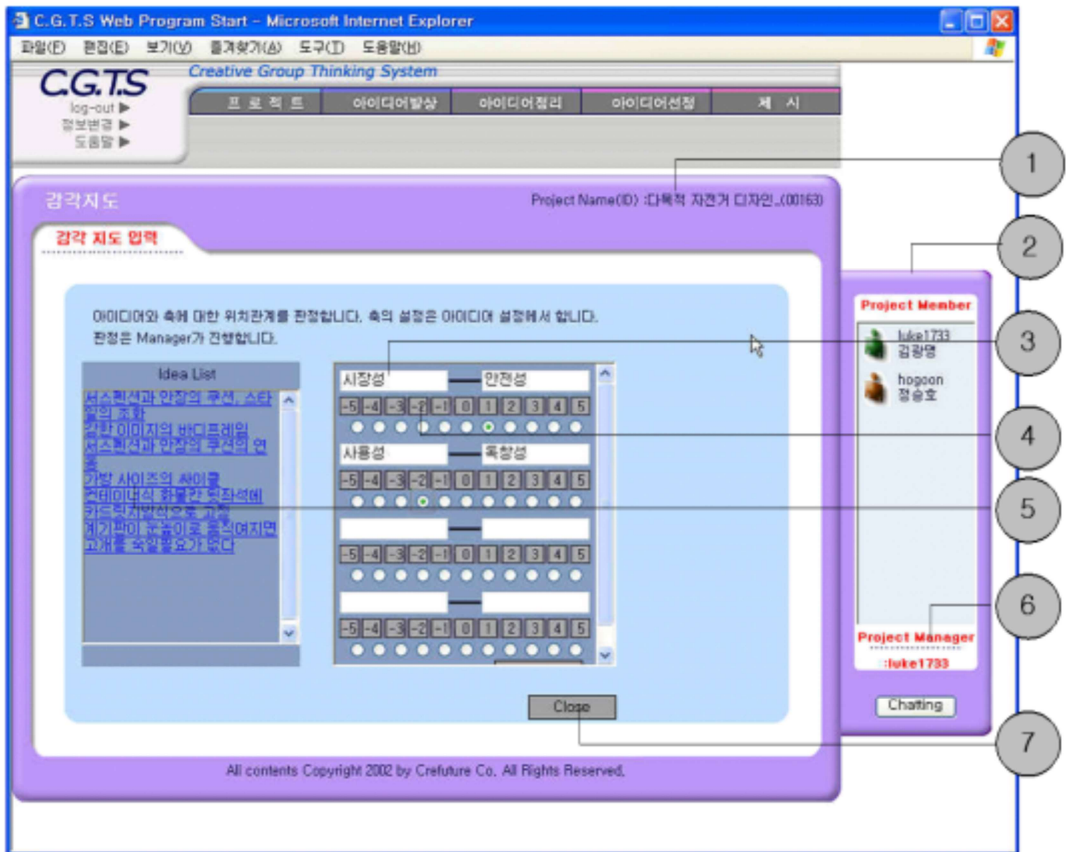 C.G.T.S Web Program Start - Microsoft Internet Explorer
파일(F) 편집(E) 보기(V) 즐겨찾기(A) 도구(T) 도움말(H)
C.G.T.S
Creative Group Thinking System
log-out ▶
정보변경 ▶
도움말 ▶
프 로 젝 트 아이디어발상 아이디어정리 아이디어선정 제 시
감각지도
Project Name(ID) :다목적 자전거 디자인_(00163)
감각 지도 입력
아이디어와 축에 대한 위치관계를 판정합니다. 축의 설정은 아이디어 설정에서 합니다.
판정은 Manager가 진행합니다.
Idea List
서스펜션과 안장의 쿠션, 스타
일의 조화
강한 이미지의 바디프레임
서스펜션과 안장의 쿠션의 연
동
가방 사이즈의 싸이클
컨테이너식 화물칸 뒷좌석에
카드뒷지방식으로 고정
계기판이 눈높이로 움직여지면
고개를 숙일필요가 없다
시장성 안전성
-5 -4 -3 -2 -1 0 1 2 3 4 5
사용성 독창성
-5 -4 -3 -2 -1 0 1 2 3 4 5
-5 -4 -3 -2 -1 0 1 2 3 4 5
-5 -4 -3 -2 -1 0 1 2 3 4 5
Close
Project Member
luke1733
김광명
hogoon
정승호
Project Manager
:luke1733
Chatting
All contents Copyright 2002 by Crefuture Co. All Rights Reserved.
1
2
3
4
5
6
7